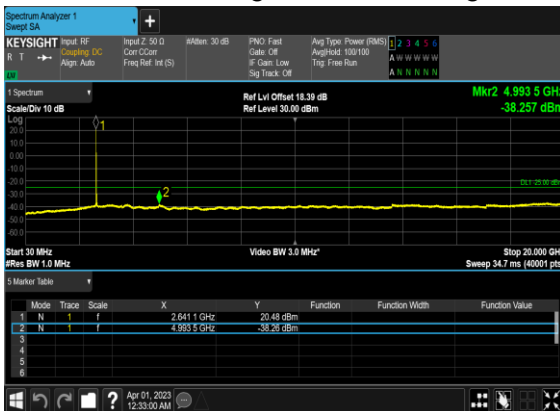 Spectrum Analyzer 1
Swept SA
+
KEYSIGHT Input: RF Input Z: 50 Ω #Atten: 30 dB PNO: Fast Avg Type: Power (RMS) 1 2 3 4 5 6
R T Coupling: DC Corr CCorr Gate: Off Avg|Hold: 100/100 A W W W W W
Align: Auto Freq Ref: Int (S) IF Gain: Low Trig: Free Run
LV Sig Track: Off A N N N N N
1 Spectrum Ref Lvl Offset 18.39 dB Mkr2 4.993 5 GHz
Scale/Div 10 dB Ref Level 30.00 dBm -38.257 dBm
Log
20.0
10.0
0.00
-10.0
-20.0
-30.0
-40.0
-50.0
-60.0
1
2
DL1 -25.00 dBm
Start 30 MHz Video BW 3.0 MHz* Stop 20.000 GHz
#Res BW 1.0 MHz Sweep 34.7 ms (40001 pts)
5 Marker Table
Mode Trace Scale X Y Function Function Width Function Value
1 N 1 f 2.641 1 GHz 20.48 dBm
2 N 1 f 4.993 5 GHz -38.26 dBm
3
4
5
6
? Apr 01, 2023
12:33:00 AM